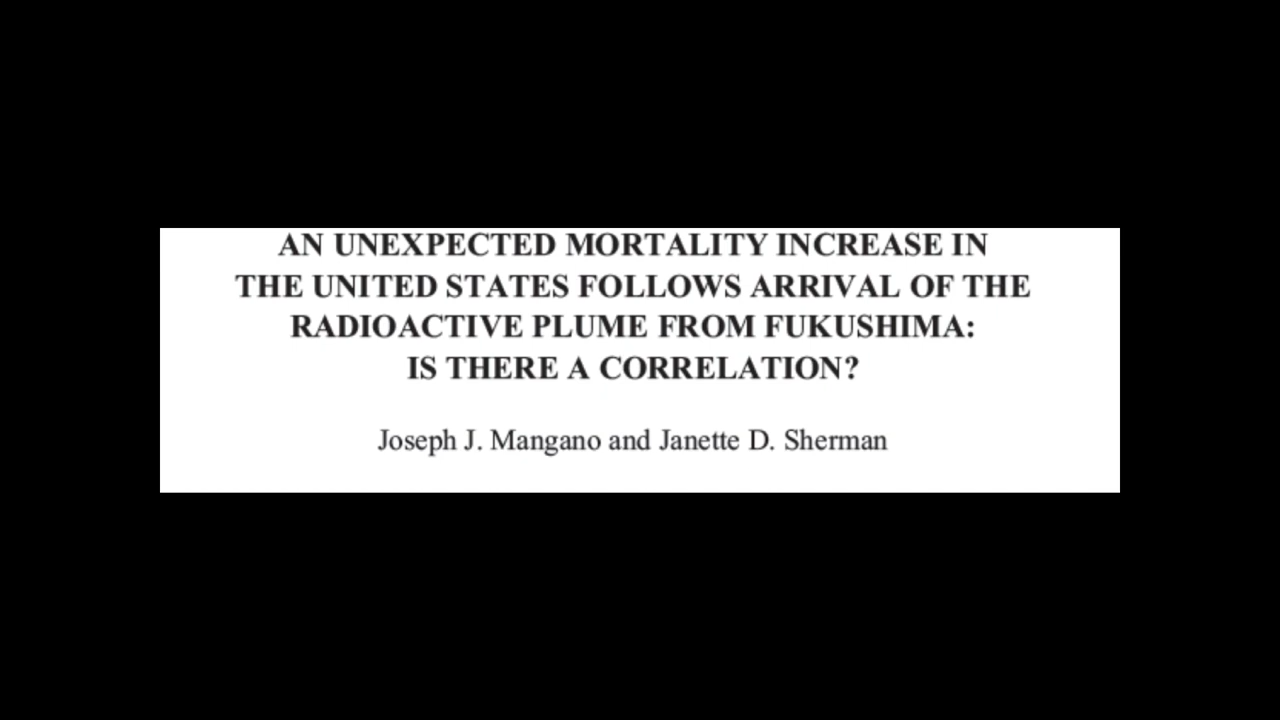 AN UNEXPECTED MORTALITY INCREASE IN
THE UNITED STATES FOLLOWS ARRIVAL OF THE
RADIOACTIVE PLUME FROM FUKUSHIMA:
IS THERE A CORRELATION?
Joseph J. Mangano and Janette D. Sherman